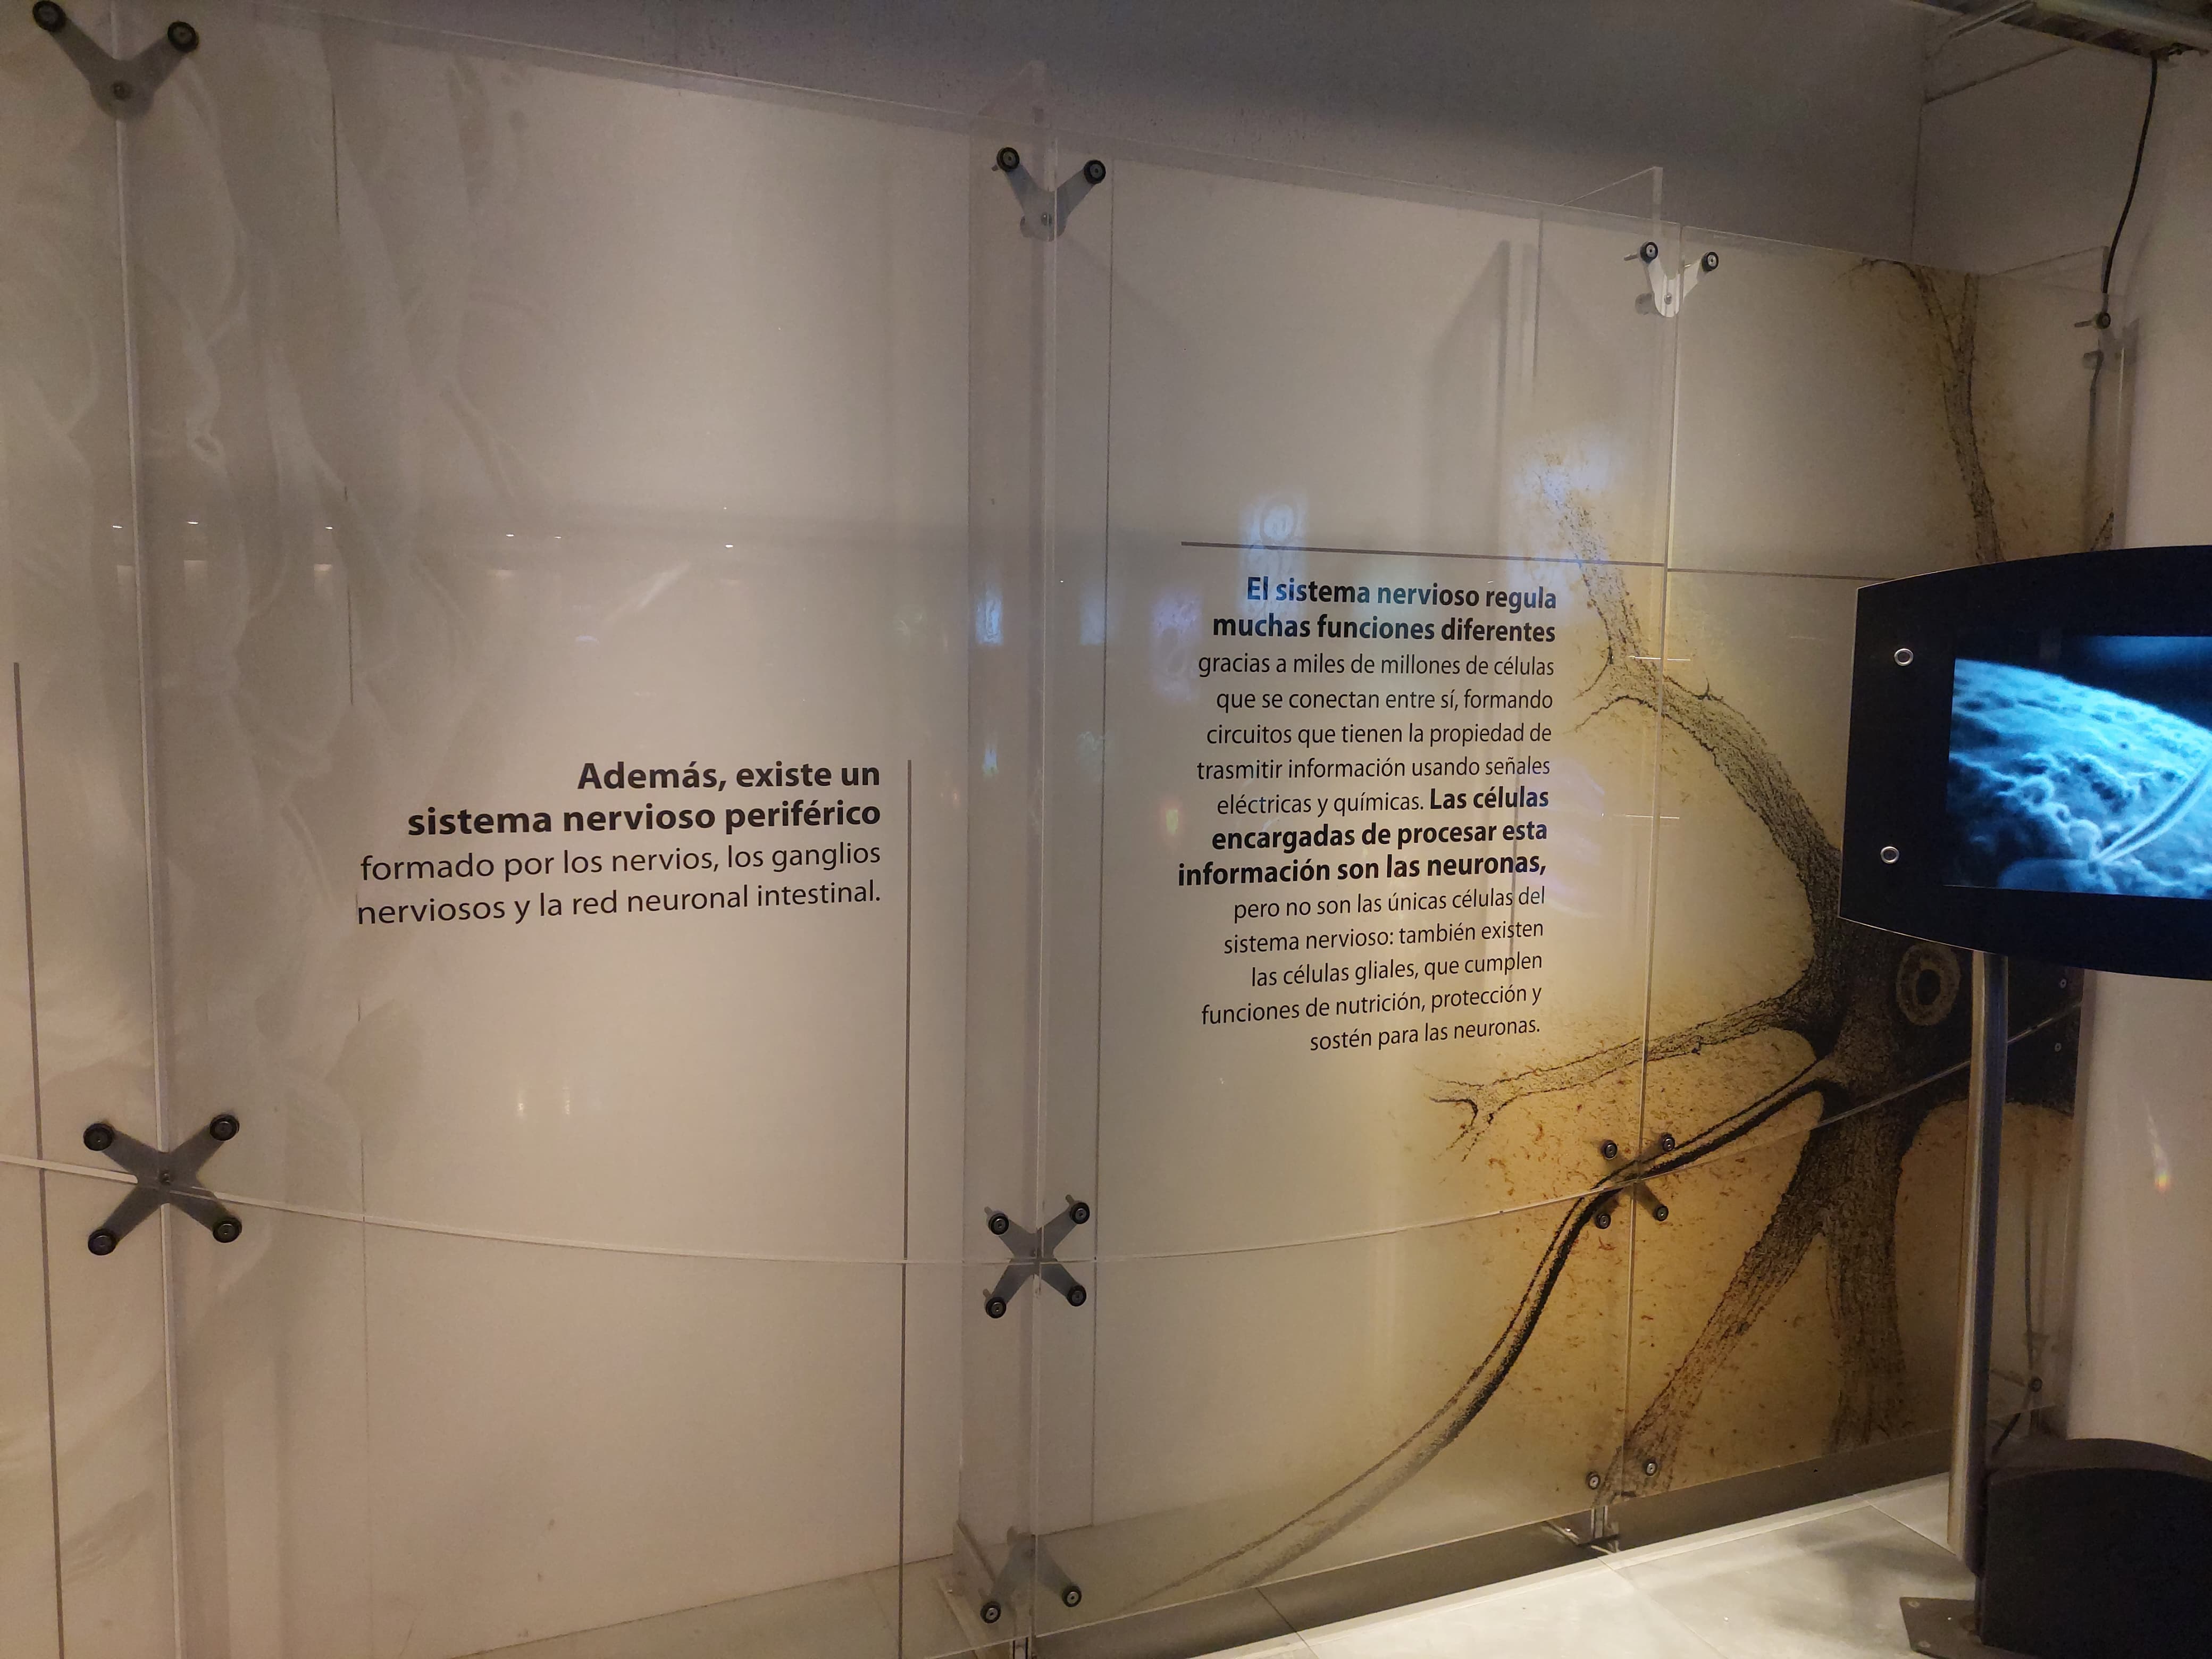 Además, existe un
sistema nervioso periférico
formado por los nervios, los ganglios
nerviosos y la red neuronal intestinal.
El sistema nervioso regula
muchas funciones diferentes
gracias a miles de millones de células
que se conectan entre sí, formando
circuitos que tienen la propiedad de
trasmitir información usando señales
eléctricas y químicas. Las células
encargadas de procesar esta
información son las neuronas,
pero no son las únicas células del
sistema nervioso: también existen
las células gliales, que cumplen
funciones de nutrición, protección y
sostén para las neuronas.